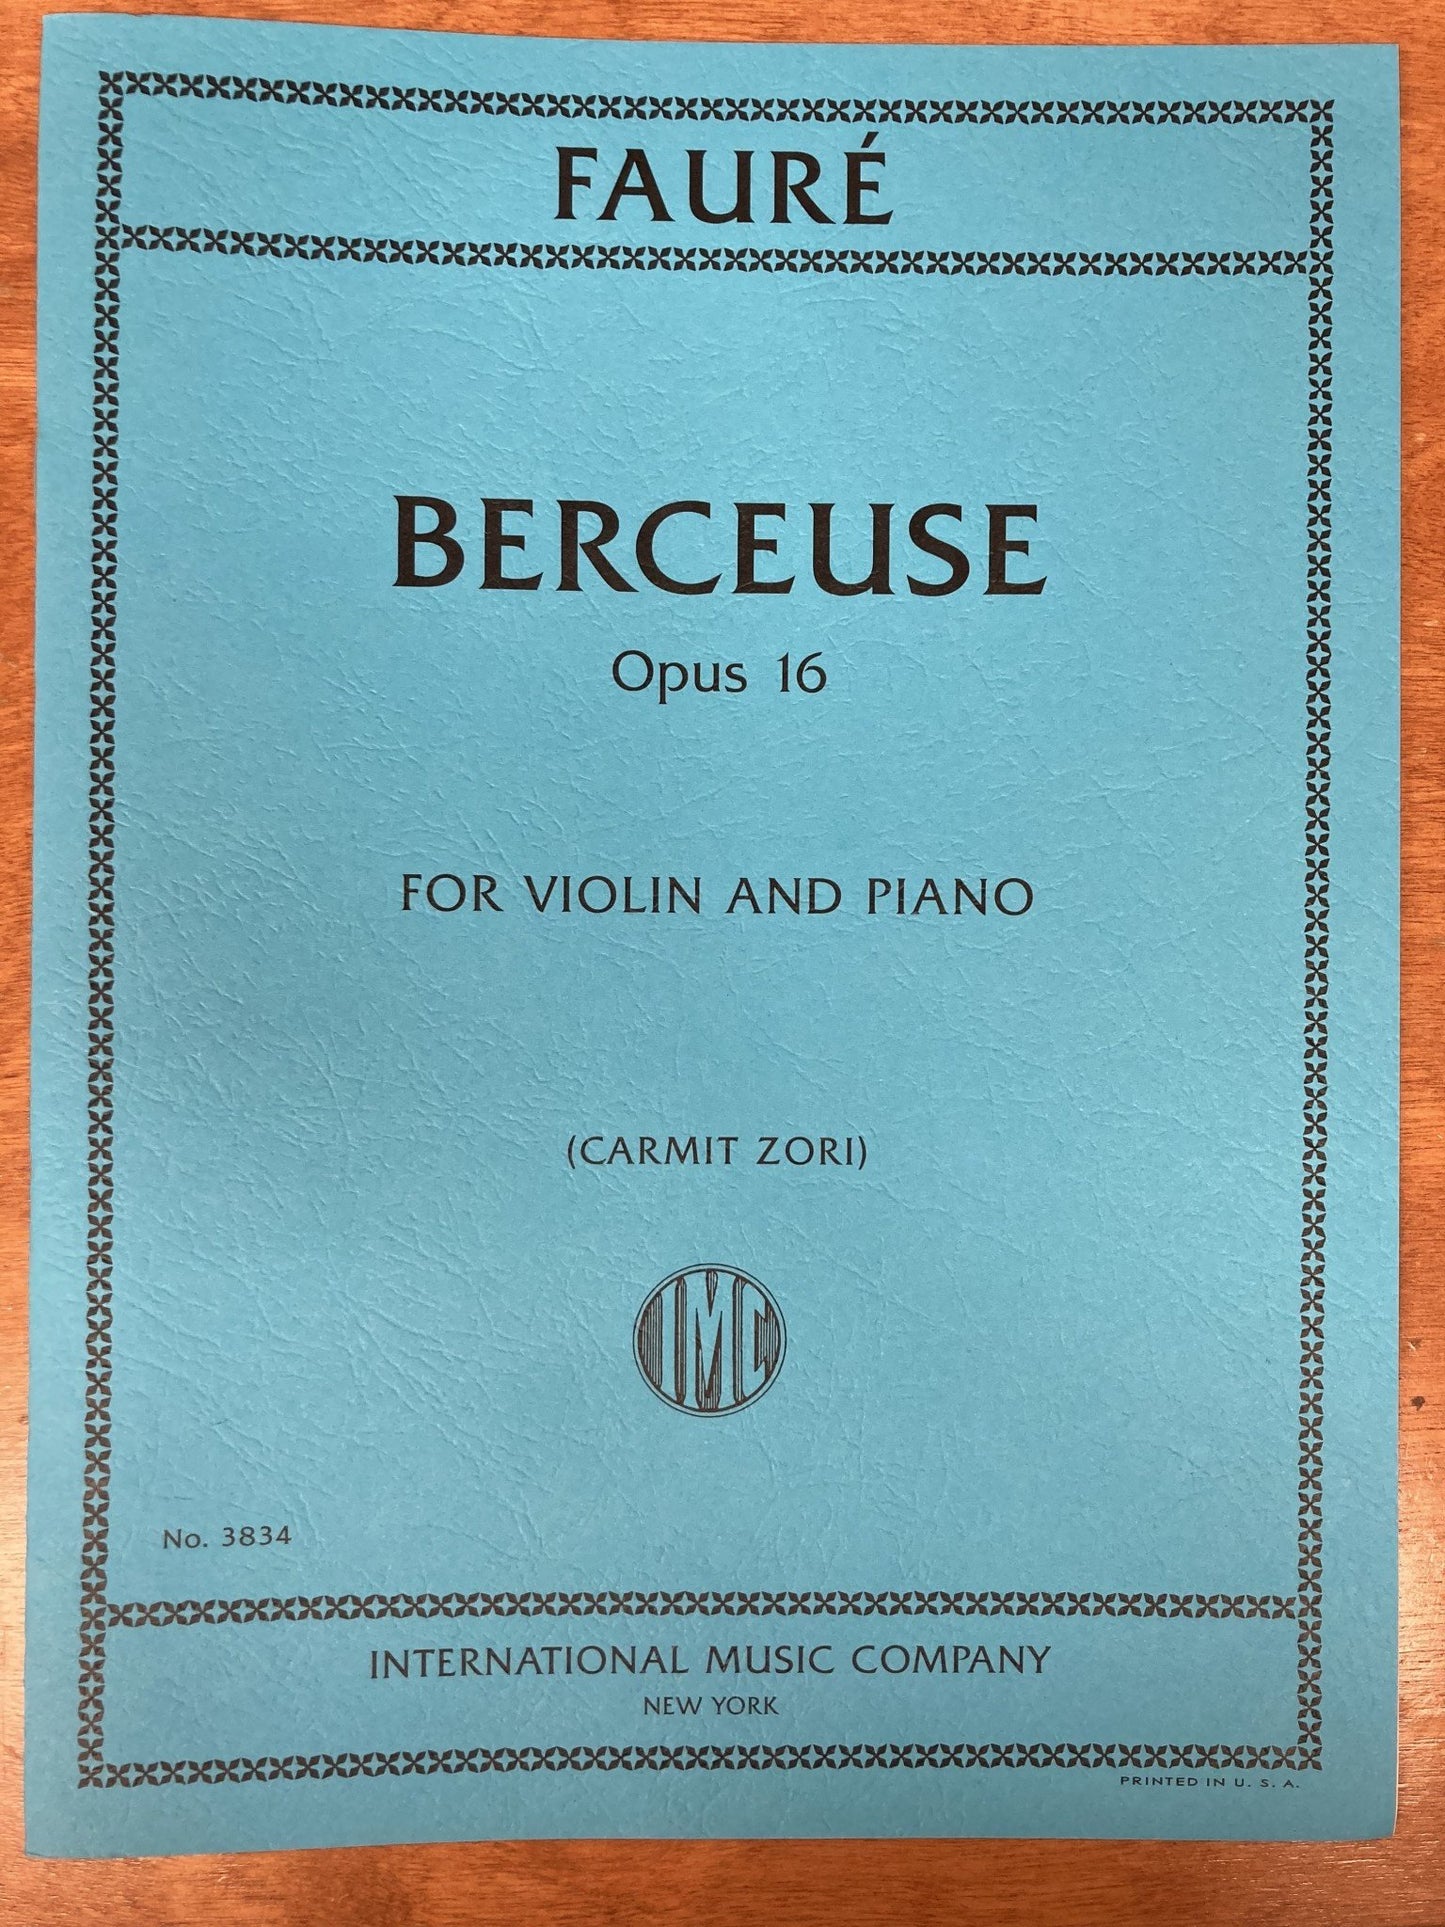 FAURÉ
BERCEUSE
Opus 16
FOR VIOLIN AND PIANO
(CARMIT ZORI)
IMC
No. 3834
INTERNATIONAL MUSIC COMPANY
NEW YORK
PRINTED IN U. S. A.